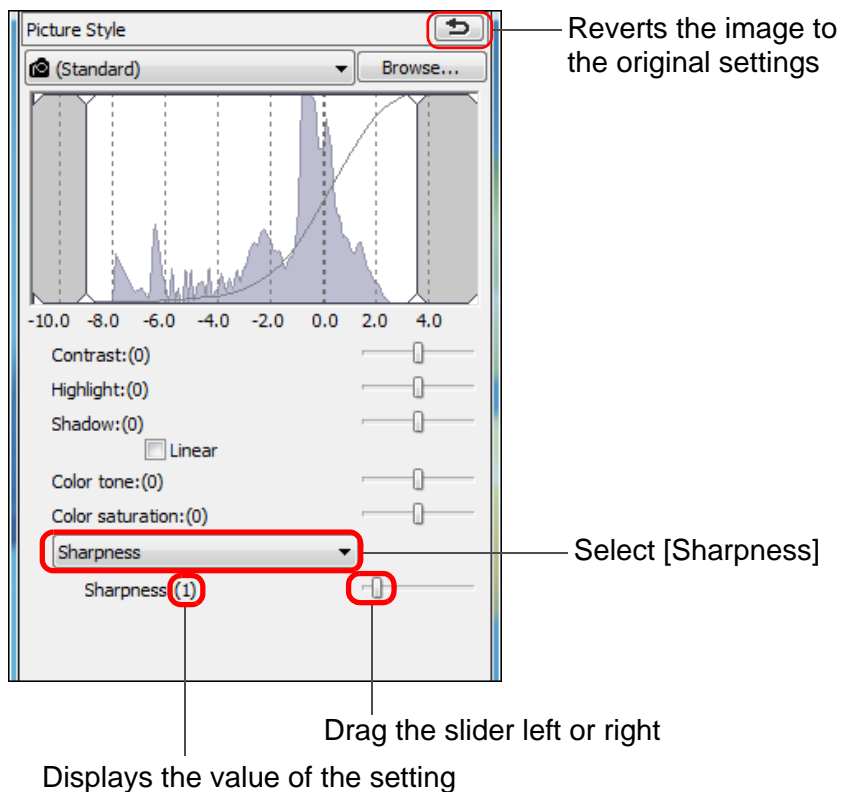 Picture Style
Reverts the image to
the original settings
(Standard)
Browse...
-10.0 -8.0 -6.0 -4.0 -2.0 0.0 2.0 4.0
Contrast:(0)
Highlight:(0)
Shadow:(0)
Linear
Color tone:(0)
Color saturation:(0)
Sharpness
Select [Sharpness]
Sharpness:(1)
Drag the slider left or right
Displays the value of the setting